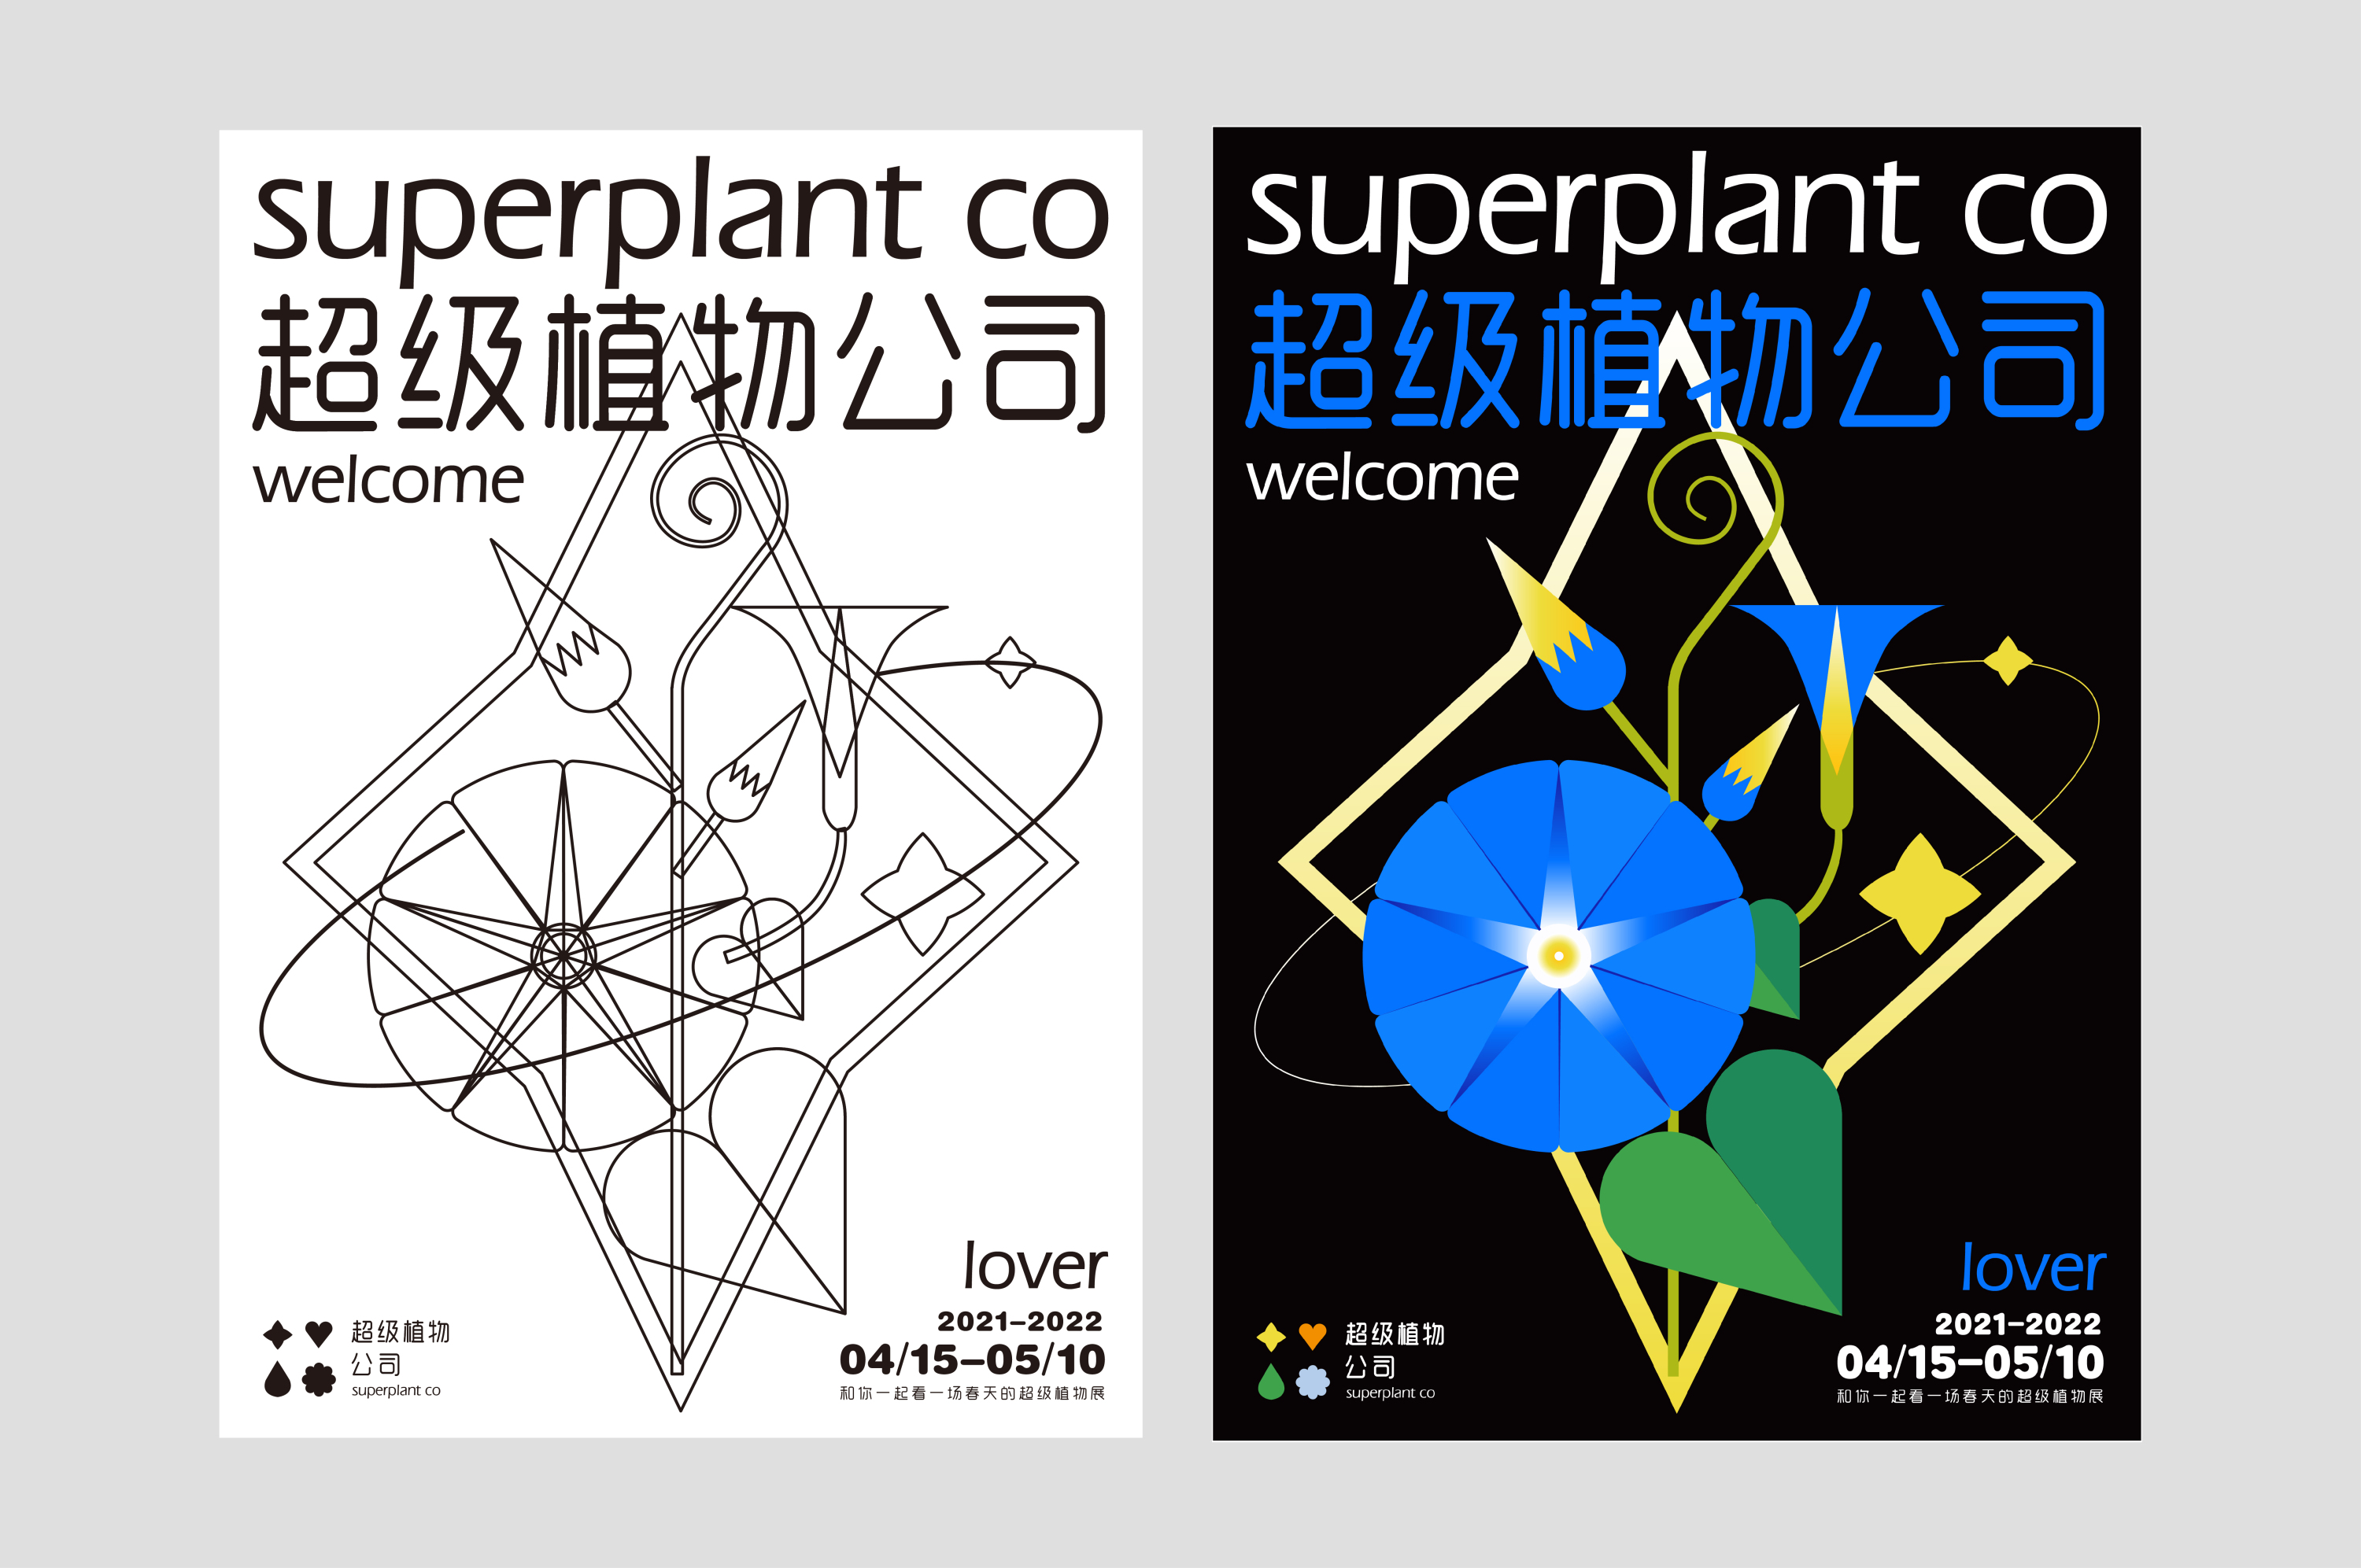 superplant co
超级植物公司
welcome
lover
2021-2022
04/15-05/10
和你一起看一场春天的超级植物展
超级植物
公司
superplant co
superplant co
超级植物公司
welcome
lover
2021-2022
04/15-05/10
和你一起看一场春天的超级植物展
超级植物
公司
superplant co